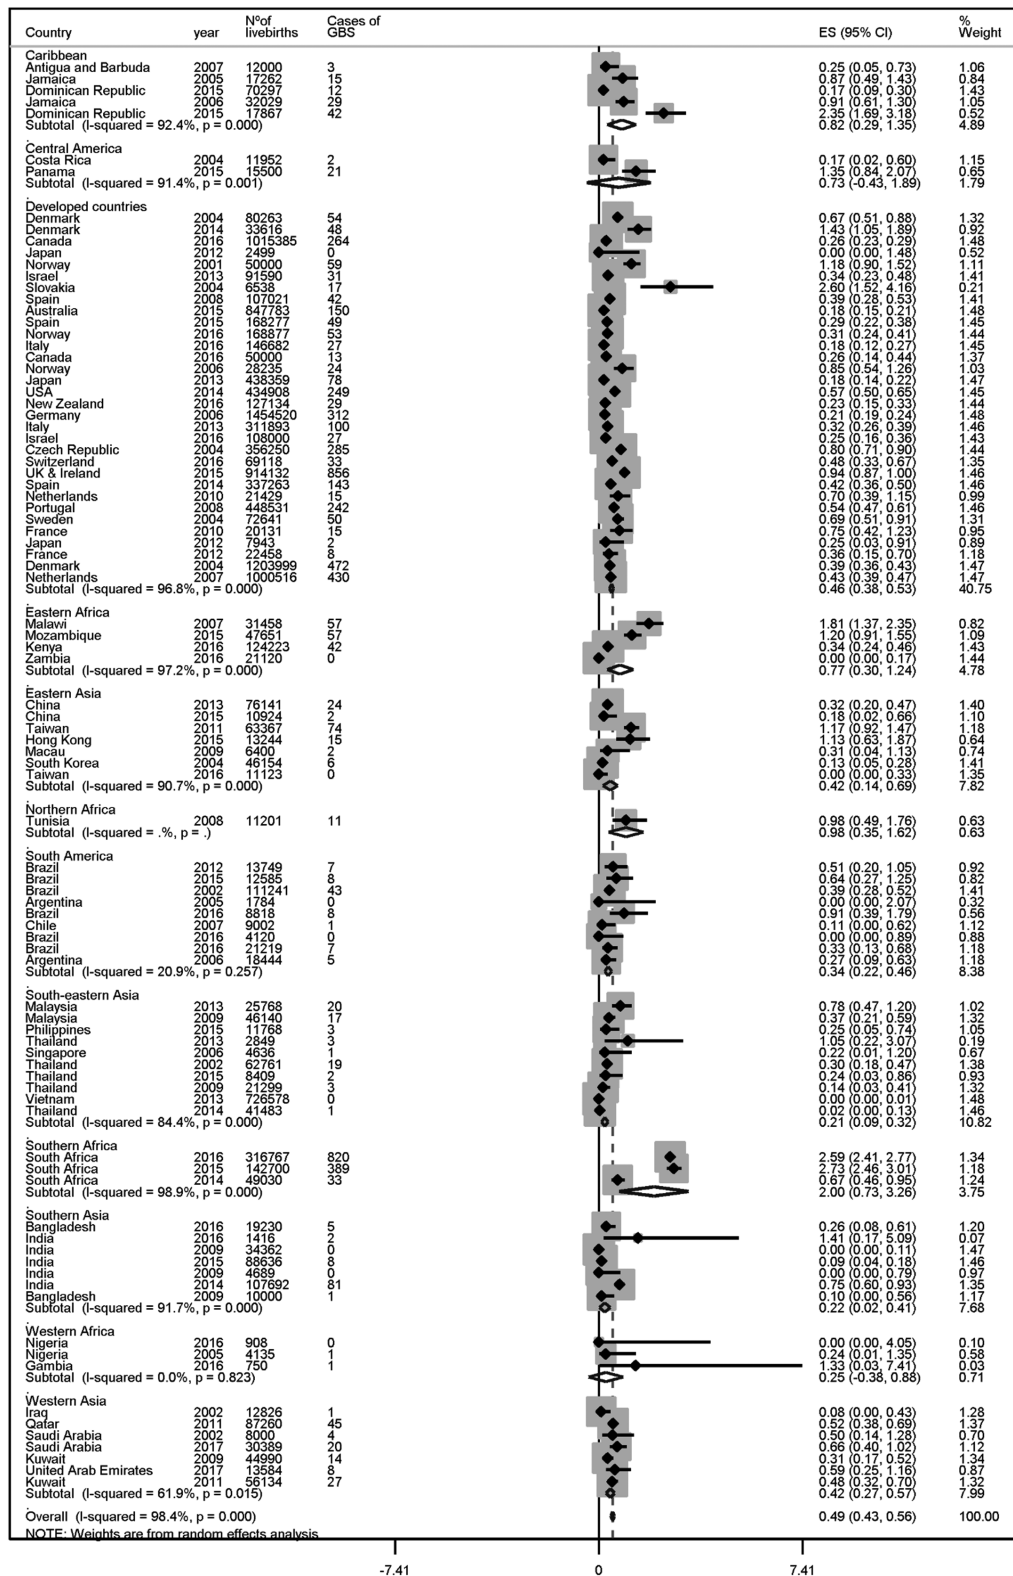 Country year Nºof livebirths Cases of GBS ES (95% CI) % Weight
Caribbean
Antigua and Barbuda 2007 12000 3 0.25 (0.05, 0.73) 1.06
Jamaica 2005 17262 15 0.87 (0.49, 1.43) 0.84
Dominican Republic 2015 70297 12 0.17 (0.09, 0.30) 1.43
Jamaica 2006 32029 29 0.91 (0.61, 1.30) 1.05
Dominican Republic 2015 17867 42 2.35 (1.69, 3.18) 0.52
Subtotal (I-squared = 92.4%, p = 0.000) 0.82 (0.29, 1.35) 4.89
.
Central America
Costa Rica 2004 11952 2 0.17 (0.02, 0.60) 1.15
Panama 2015 15500 21 1.35 (0.84, 2.07) 0.65
Subtotal (I-squared = 91.4%, p = 0.001) 0.73 (-0.43, 1.89) 1.79
.
Developed countries
Denmark 2004 80263 54 0.67 (0.51, 0.88) 1.32
Denmark 2014 33616 48 1.43 (1.05, 1.89) 0.92
Canada 2016 1015385 264 0.26 (0.23, 0.29) 1.48
Japan 2012 2499 0 0.00 (0.00, 1.48) 0.52
Norway 2001 50000 59 1.18 (0.90, 1.52) 1.11
Israel 2013 91590 31 0.34 (0.23, 0.48) 1.41
Slovakia 2004 6538 17 2.60 (1.52, 4.16) 0.21
Spain 2008 107021 42 0.39 (0.28, 0.53) 1.41
Australia 2015 847783 150 0.18 (0.15, 0.21) 1.48
Spain 2015 168277 49 0.29 (0.22, 0.38) 1.45
Norway 2016 168877 53 0.31 (0.24, 0.41) 1.44
Italy 2016 146682 27 0.18 (0.12, 0.27) 1.45
Canada 2016 50000 13 0.26 (0.14, 0.44) 1.37
Norway 2006 28235 24 0.85 (0.54, 1.26) 1.03
Japan 2013 438359 78 0.18 (0.14, 0.22) 1.47
USA 2014 434908 249 0.57 (0.50, 0.65) 1.45
New Zealand 2016 127134 29 0.23 (0.15, 0.33) 1.44
Germany 2006 1454520 312 0.21 (0.19, 0.24) 1.48
Italy 2013 311893 100 0.32 (0.26, 0.39) 1.46
Israel 2016 108000 27 0.25 (0.16, 0.36) 1.43
Czech Republic 2004 356250 285 0.80 (0.71, 0.90) 1.44
Switzerland 2016 69118 33 0.48 (0.33, 0.67) 1.35
UK & Ireland 2015 914132 856 0.94 (0.87, 1.00) 1.46
Spain 2014 337263 143 0.42 (0.36, 0.50) 1.46
Netherlands 2010 21429 15 0.70 (0.39, 1.15) 0.99
Portugal 2008 448531 242 0.54 (0.47, 0.61) 1.46
Sweden 2004 72641 50 0.69 (0.51, 0.91) 1.31
France 2010 20131 15 0.75 (0.42, 1.23) 0.95
Japan 2012 7943 2 0.25 (0.03, 0.91) 0.89
France 2012 22458 8 0.36 (0.15, 0.70) 1.18
Denmark 2004 1203999 472 0.39 (0.36, 0.43) 1.47
Netherlands 2007 1000516 430 0.43 (0.39, 0.47) 1.47
Subtotal (I-squared = 96.8%, p = 0.000) 0.46 (0.38, 0.53) 40.75
.
Eastern Africa
Malawi 2007 31458 57 1.81 (1.37, 2.35) 0.82
Mozambique 2015 47651 57 1.20 (0.91, 1.55) 1.09
Kenya 2016 124223 42 0.34 (0.24, 0.46) 1.43
Zambia 2016 21120 0 0.00 (0.00, 0.17) 1.44
Subtotal (I-squared = 97.2%, p = 0.000) 0.77 (0.30, 1.24) 4.78
.
Eastern Asia
China 2013 76141 24 0.32 (0.20, 0.47) 1.40
China 2015 10924 2 0.18 (0.02, 0.66) 1.10
Taiwan 2011 63367 74 1.17 (0.92, 1.47) 1.18
Hong Kong 2015 13244 15 1.13 (0.63, 1.87) 0.64
Macau 2009 6400 2 0.31 (0.04, 1.13) 0.74
South Korea 2004 46154 6 0.13 (0.05, 0.28) 1.41
Taiwan 2016 11123 0 0.00 (0.00, 0.33) 1.35
Subtotal (I-squared = 90.7%, p = 0.000) 0.42 (0.14, 0.69) 7.82
.
Northern Africa
Tunisia 2008 11201 11 0.98 (0.49, 1.76) 0.63
Subtotal (I-squared = .%, p = .) 0.98 (0.35, 1.62) 0.63
.
South America
Brazil 2012 13749 7 0.51 (0.20, 1.05) 0.92
Brazil 2015 12585 8 0.64 (0.27, 1.25) 0.82
Brazil 2002 111241 43 0.39 (0.28, 0.52) 1.41
Argentina 2005 1784 0 0.00 (0.00, 2.07) 0.32
Brazil 2016 8818 8 0.91 (0.39, 1.79) 0.56
Chile 2007 9002 1 0.11 (0.00, 0.62) 1.12
Brazil 2016 4120 0 0.00 (0.00, 0.89) 0.88
Brazil 2016 21219 7 0.33 (0.13, 0.68) 1.18
Argentina 2006 18444 5 0.27 (0.09, 0.63) 1.18
Subtotal (I-squared = 20.9%, p = 0.257) 0.34 (0.22, 0.46) 8.38
.
South-eastern Asia
Malaysia 2013 25768 20 0.78 (0.47, 1.20) 1.02
Malaysia 2009 46140 17 0.37 (0.21, 0.59) 1.32
Philippines 2015 11768 3 0.25 (0.05, 0.74) 1.05
Thailand 2013 2849 3 1.05 (0.22, 3.07) 0.19
Singapore 2006 4636 1 0.22 (0.01, 1.20) 0.67
Thailand 2002 62761 19 0.30 (0.18, 0.47) 1.38
Thailand 2015 8409 2 0.24 (0.03, 0.86) 0.93
Thailand 2009 21299 3 0.14 (0.03, 0.41) 1.32
Vietnam 2013 726578 0 0.00 (0.00, 0.01) 1.48
Thailand 2014 41483 1 0.02 (0.00, 0.13) 1.46
Subtotal (I-squared = 84.4%, p = 0.000) 0.21 (0.09, 0.32) 10.82
.
Southern Africa
South Africa 2016 316767 820 2.59 (2.41, 2.77) 1.34
South Africa 2015 142700 389 2.73 (2.46, 3.01) 1.18
South Africa 2014 49030 33 0.67 (0.46, 0.95) 1.24
Subtotal (I-squared = 98.9%, p = 0.000) 2.00 (0.73, 3.26) 3.75
.
Southern Asia
Bangladesh 2016 19230 5 0.26 (0.08, 0.61) 1.20
India 2016 1416 2 1.41 (0.17, 5.09) 0.07
India 2009 34362 0 0.00 (0.00, 0.11) 1.47
India 2015 88636 8 0.09 (0.04, 0.18) 1.46
India 2009 4689 0 0.00 (0.00, 0.79) 0.97
India 2014 107692 81 0.75 (0.60, 0.93) 1.35
Bangladesh 2009 10000 1 0.10 (0.00, 0.56) 1.17
Subtotal (I-squared = 91.7%, p = 0.000) 0.22 (0.02, 0.41) 7.68
.
Western Africa
Nigeria 2016 908 0 0.00 (0.00, 4.05) 0.10
Nigeria 2005 4135 1 0.24 (0.01, 1.35) 0.58
Gambia 2016 750 1 1.33 (0.03, 7.41) 0.03
Subtotal (I-squared = 0.0%, p = 0.823) 0.25 (-0.38, 0.88) 0.71
.
Western Asia
Iraq 2002 12826 1 0.08 (0.00, 0.43) 1.28
Qatar 2011 87260 45 0.52 (0.38, 0.69) 1.37
Saudi Arabia 2002 8000 4 0.50 (0.14, 1.28) 0.70
Saudi Arabia 2017 30389 20 0.66 (0.40, 1.02) 1.12
Kuwait 2009 44990 14 0.31 (0.17, 0.52) 1.34
United Arab Emirates 2017 13584 8 0.59 (0.25, 1.16) 0.87
Kuwait 2011 56134 27 0.48 (0.32, 0.70) 1.32
Subtotal (I-squared = 61.9%, p = 0.015) 0.42 (0.27, 0.57) 7.99
.
Overall (I-squared = 98.4%, p = 0.000) 0.49 (0.43, 0.56) 100.00
NOTE: Weights are from random effects analysis
-7.41 0 7.41